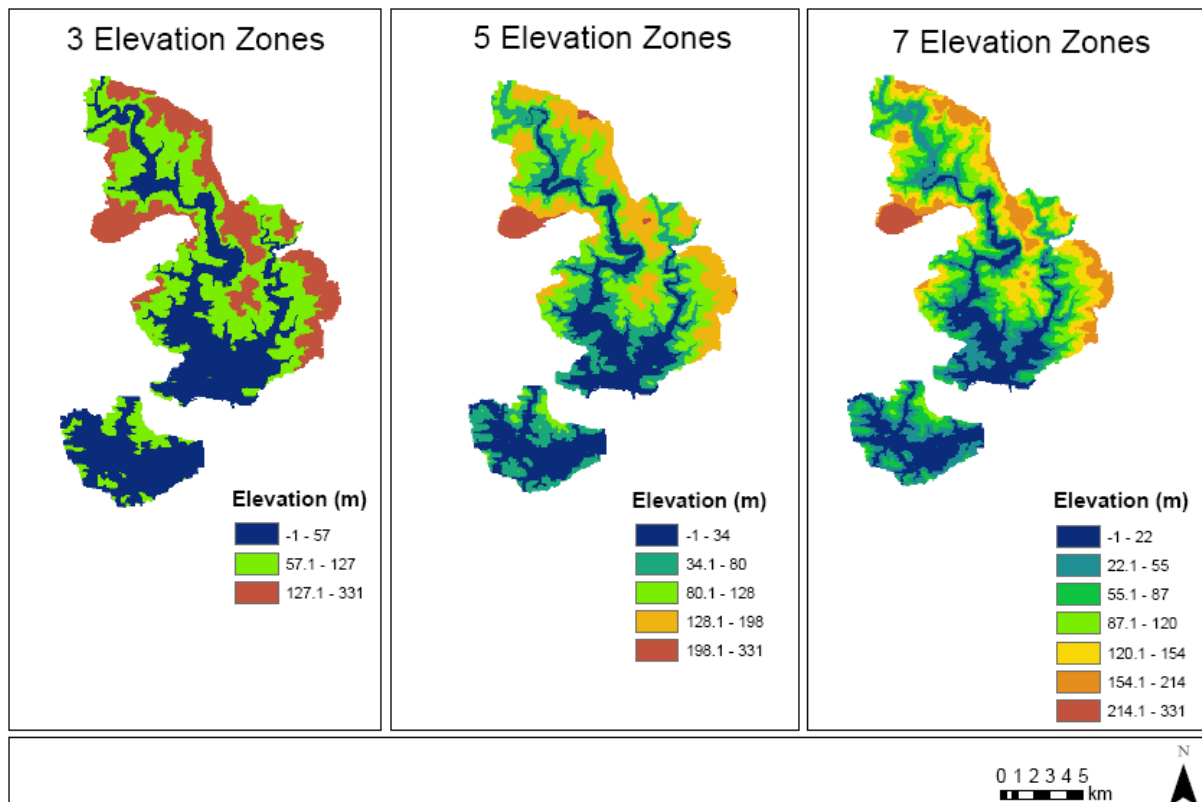 3 Elevation Zones
Elevation (m)
-1 - 57
57.1 - 127
127.1 - 331
5 Elevation Zones
Elevation (m)
-1 - 34
34.1 - 80
80.1 - 128
128.1 - 198
198.1 - 331
7 Elevation Zones
Elevation (m)
-1 - 22
22.1 - 55
55.1 - 87
87.1 - 120
120.1 - 154
154.1 - 214
214.1 - 331
0 1 2 3 4 5
km
N